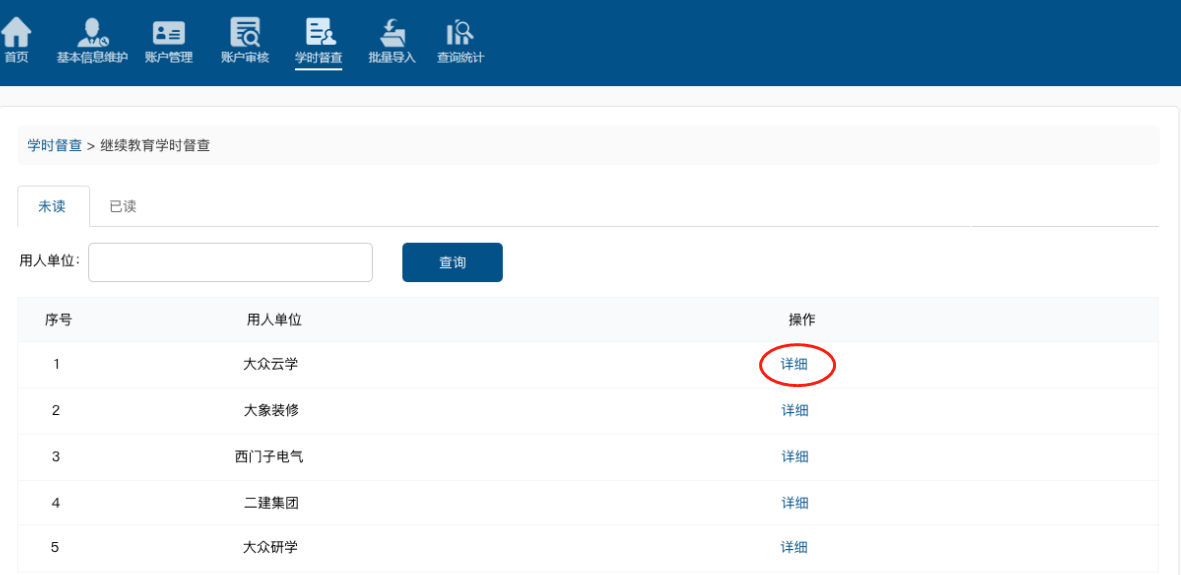 首页 基本信息维护 账户管理 账户审核 学时督查 批量导入 查询统计
学时督查 > 继续教育学时督查
未读 已读
用人单位: 查询
序号 用人单位 操作
1 大众云学 详细
2 大象装修 详细
3 西门子电气 详细
4 二建集团 详细
5 大众研学 详细